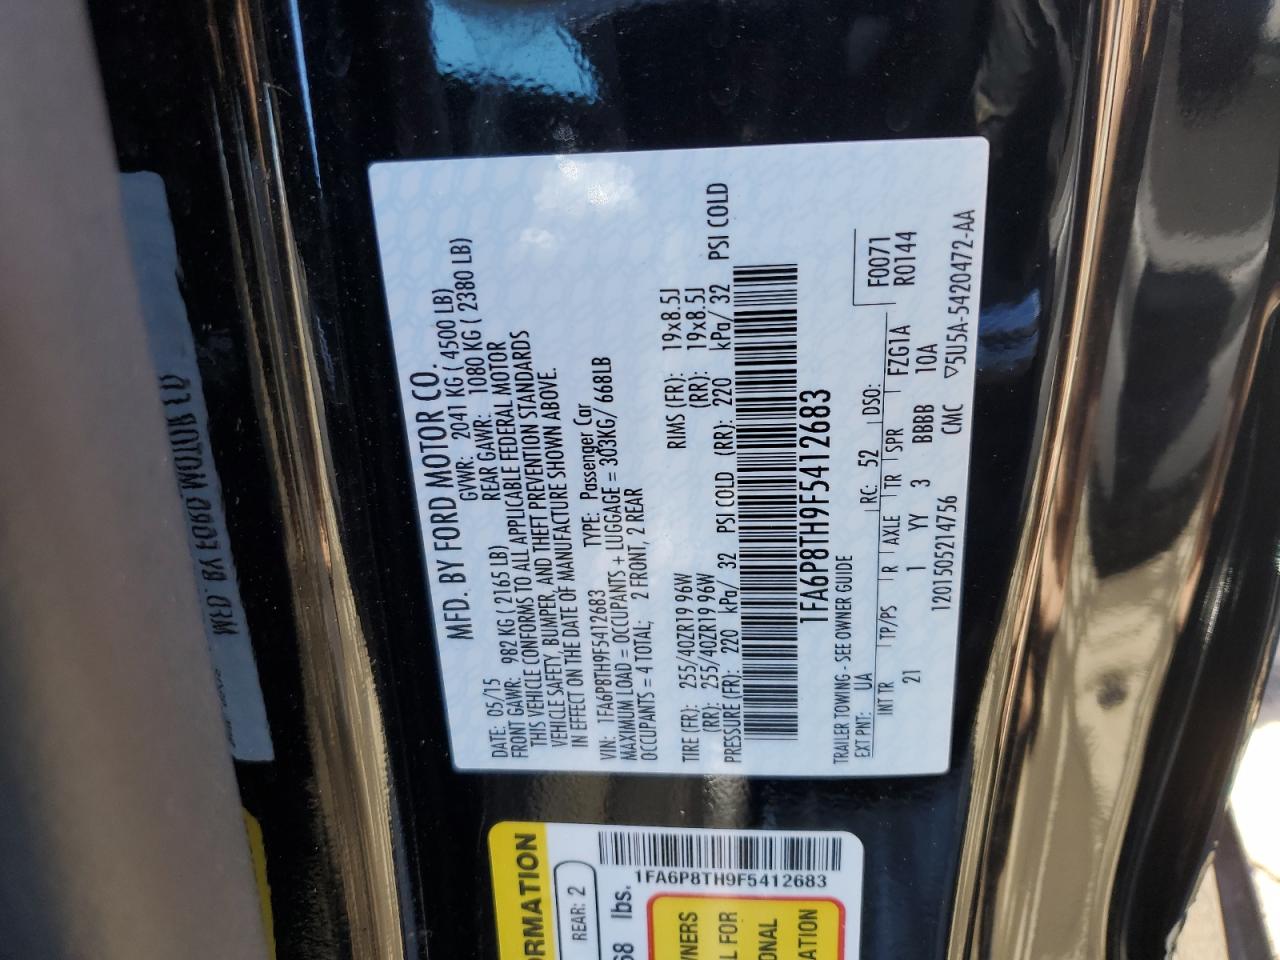 MFD. BY FORD MOTOR CO.
DATE: 05/15 GVWR: 2041 KG ( 4500 LB)
FRONT GAWR: 982 KG ( 2165 LB) REAR GAWR: 1080 KG ( 2380 LB)
THIS VEHICLE CONFORMS TO ALL APPLICABLE FEDERAL MOTOR
VEHICLE SAFETY, BUMPER, AND THEFT PREVENTION STANDARDS
IN EFFECT ON THE DATE OF MANUFACTURE SHOWN ABOVE.
VIN: 1FA6P8TH9F5412683 TYPE: Passenger Car
MAXIMUM LOAD = OCCUPANTS + LUGGAGE = 303KG/ 668LB
OCCUPANTS = 4 TOTAL; 2 FRONT, 2 REAR
TIRE (FR): 255/40ZR19 96W RIMS (FR): 19x8.5J
(RR): 255/40ZR19 96W (RR): 19x8.5J
PRESSURE (FR): 220 kPa/ 32 PSI COLD (RR): 220 kPa/ 32 PSI COLD
1FA6P8TH9F5412683
TRAILER TOWING - SEE OWNER GUIDE
EXT PNT: UA RC: 52 DSO: F0071
R0144
INT TR TP/PS R AXLE TR SPR FZG1A
21 1 YY 3 BBBB 10A
1201505214756 CMC ▽5U5A-5420472-AA
MFD. BY FORD MOTOR CO
ORMATION
REAR: 2
68 lbs.
1FA6P8TH9F5412683
WNERS
L FOR
ONAL
ATION